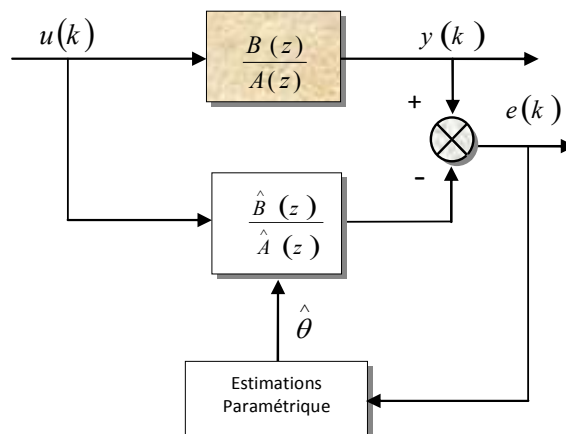 u(k)
B(z)
A(z)
y(k)
+
e(k)
-
^
B (z)
^
A (z)
^
θ
Estimations
Paramétrique